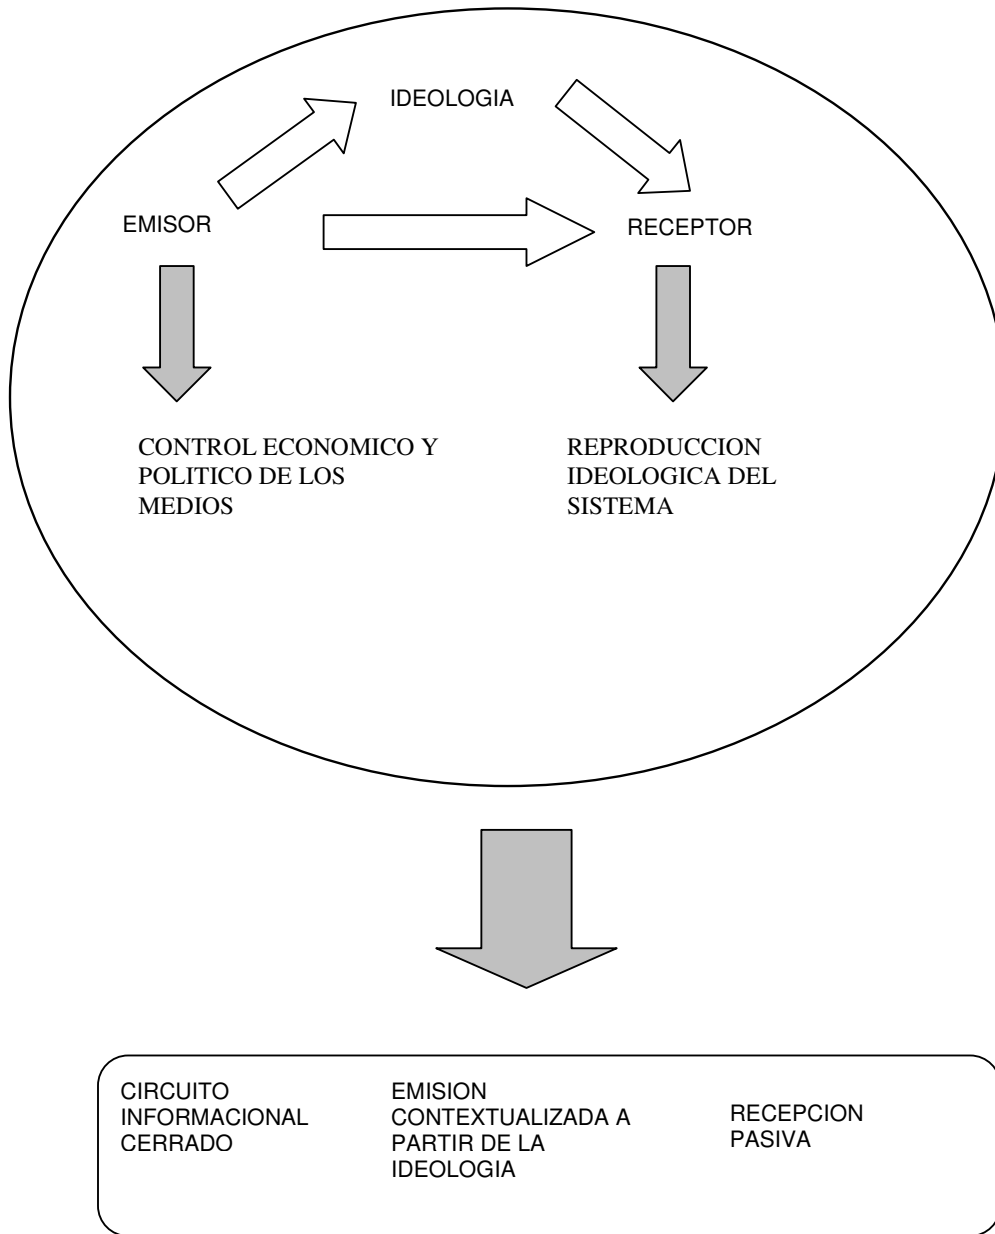 IDEOLOGIA
EMISOR
RECEPTOR
CONTROL ECONOMICO Y
POLITICO DE LOS
MEDIOS
REPRODUCCION
IDEOLOGICA DEL
SISTEMA
CIRCUITO
INFORMACIONAL
CERRADO
EMISION
CONTEXTUALIZADA A
PARTIR DE LA
IDEOLOGIA
RECEPCION
PASIVA